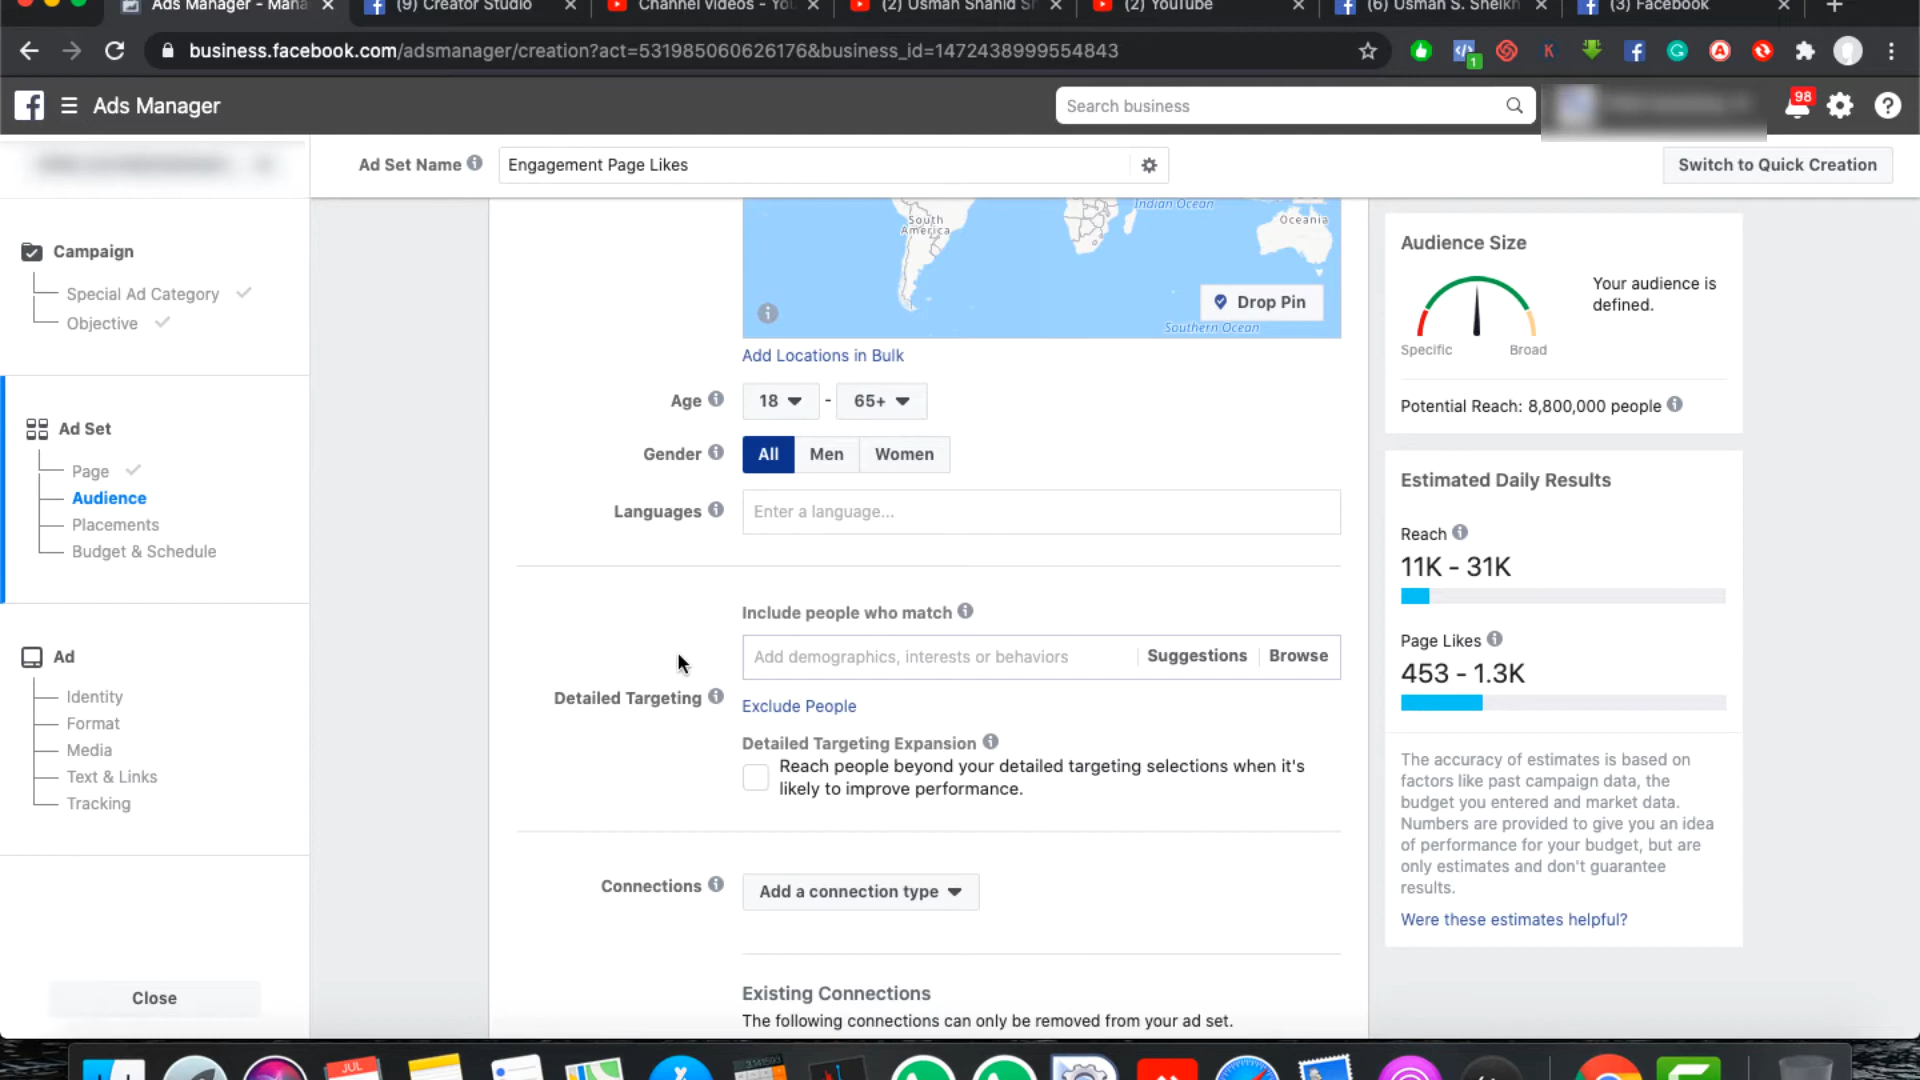 Ads Manager - Mana
(9) Creator Studio
Channel videos - You
(2) Usman Shahid Sh
(2) YouTube
(6) Usman S. Sheikh
(3) Facebook
business.facebook.com/adsmanager/creation?act=531985060626176&business_id=1472438999554843
1
Ads Manager
Search business
98
Ad Set Name
Engagement Page Likes
Switch to Quick Creation
Campaign
Special Ad Category
Objective
Ad Set
Page
Audience
Placements
Budget & Schedule
Ad
Identity
Format
Media
Text & Links
Tracking
Close
South
America
Indian Ocean
Oceania
Drop Pin
Southern Ocean
Add Locations in Bulk
Age
18
-
65+
Gender
All
Men
Women
Languages
Enter a language...
Include people who match
Add demographics, interests or behaviors
Suggestions
Browse
Detailed Targeting
Exclude People
Detailed Targeting Expansion
Reach people beyond your detailed targeting selections when it's
likely to improve performance.
Connections
Add a connection type
Existing Connections
The following connections can only be removed from your ad set.
Audience Size
Your audience is
defined.
Specific
Broad
Potential Reach: 8,800,000 people
Estimated Daily Results
Reach
11K - 31K
Page Likes
453 - 1.3K
The accuracy of estimates is based on
factors like past campaign data, the
budget you entered and market data.
Numbers are provided to give you an idea
of performance for your budget, but are
only estimates and don't guarantee
results.
Were these estimates helpful?
JUL